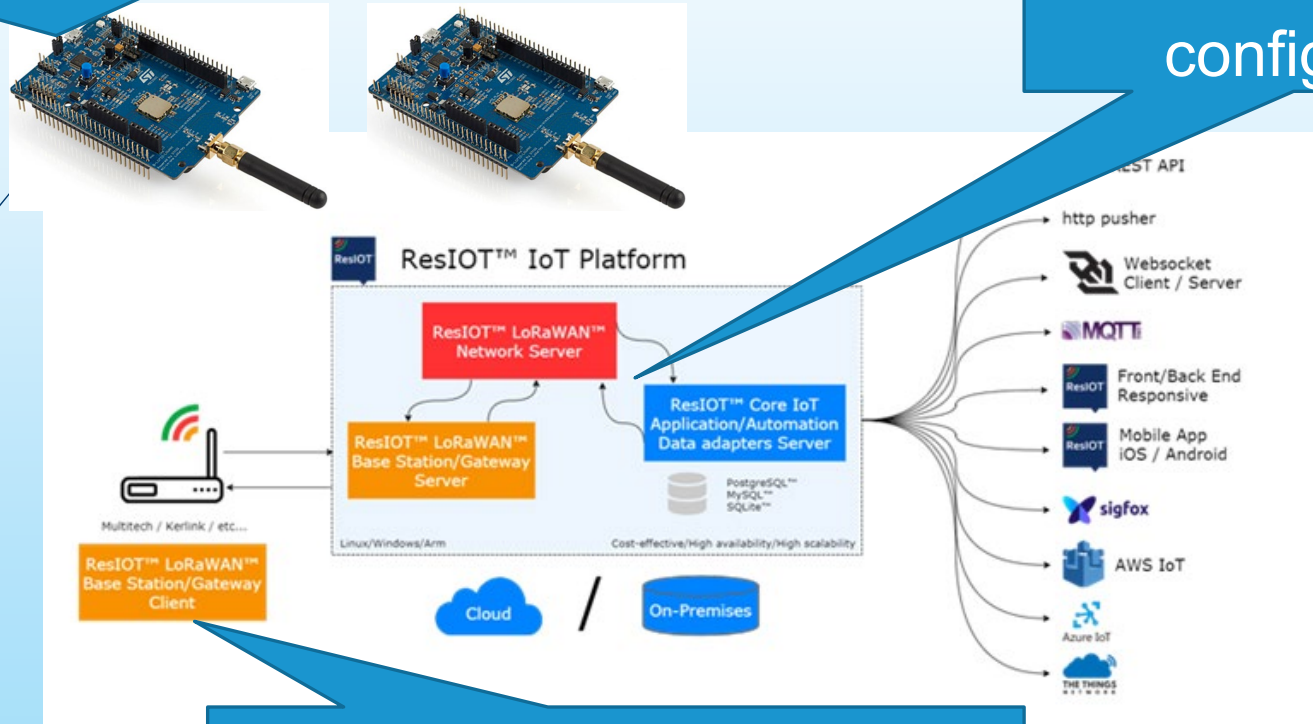 config
EST API
http pusher
ResIOT
ResIOT™ IoT Platform
Websocket
Client / Server
ResIOT™ LoRaWAN™
Network Server
MQTT
ResIOT
Front/Back End
Responsive
ResIOT™ Core IoT
Application/Automation
Data adapters Server
ResIOT™ LoRaWAN™
Base Station/Gateway
Server
ResIOT
Mobile App
iOS / Android
PostgreSQL™
MySQL™
SQLite™
sigfox
Multitech / Kerlink / etc...
Linux/Windows/Arm
Cost-effective/High availability/High scalability
ResIOT™ LoRaWAN™
Base Station/Gateway
Client
AWS IoT
Cloud
/
On-Premises
Azure IoT
THE THINGS
NETWORK